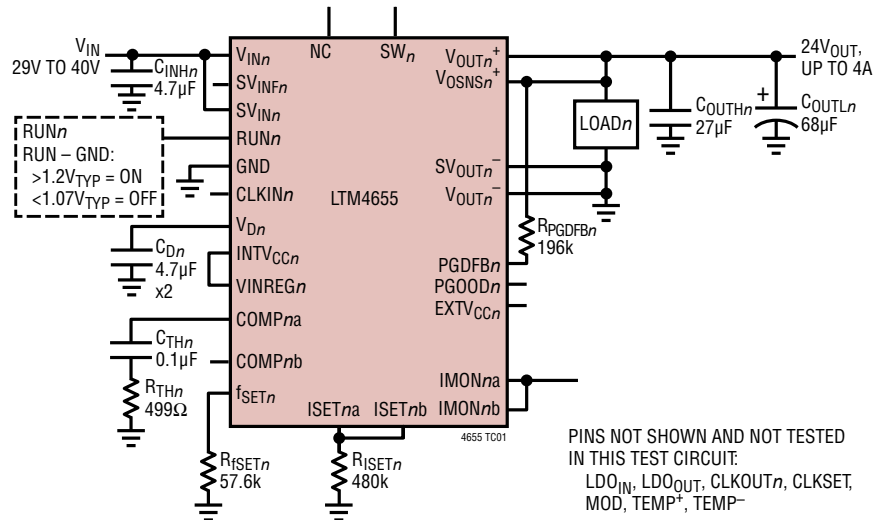 V_IN
29V TO 40V
C_INHn
4.7µF
RUNn
RUN – GND:
>1.2V_TYP = ON
<1.07V_TYP = OFF
C_Dn
4.7µF
x2
C_THn
0.1µF
R_THn
499Ω
R_fSETn
57.6k
R_ISETn
480k
V_INn
SV_INFn
SV_INn
RUNn
GND
CLKINn
V_Dn
INTV_CCn
VINREGn
COMPna
COMPnb
f_SETn
NC
SW_n
LTM4655
ISETna
ISETnb
V_OUTn+
V_OSNSn+
SV_OUTn–
V_OUTn–
PGDFBn
PGOODn
EXTV_CCn
IMONna
IMONnb
4655 TC01
LOADn
R_PGDFBn
196k
C_OUTHn
27µF
+
C_OUTLn
68µF
24V_OUT,
UP TO 4A
PINS NOT SHOWN AND NOT TESTED
IN THIS TEST CIRCUIT:
LDO_IN, LDO_OUT, CLKOUTn, CLKSET,
MOD, TEMP+, TEMP–